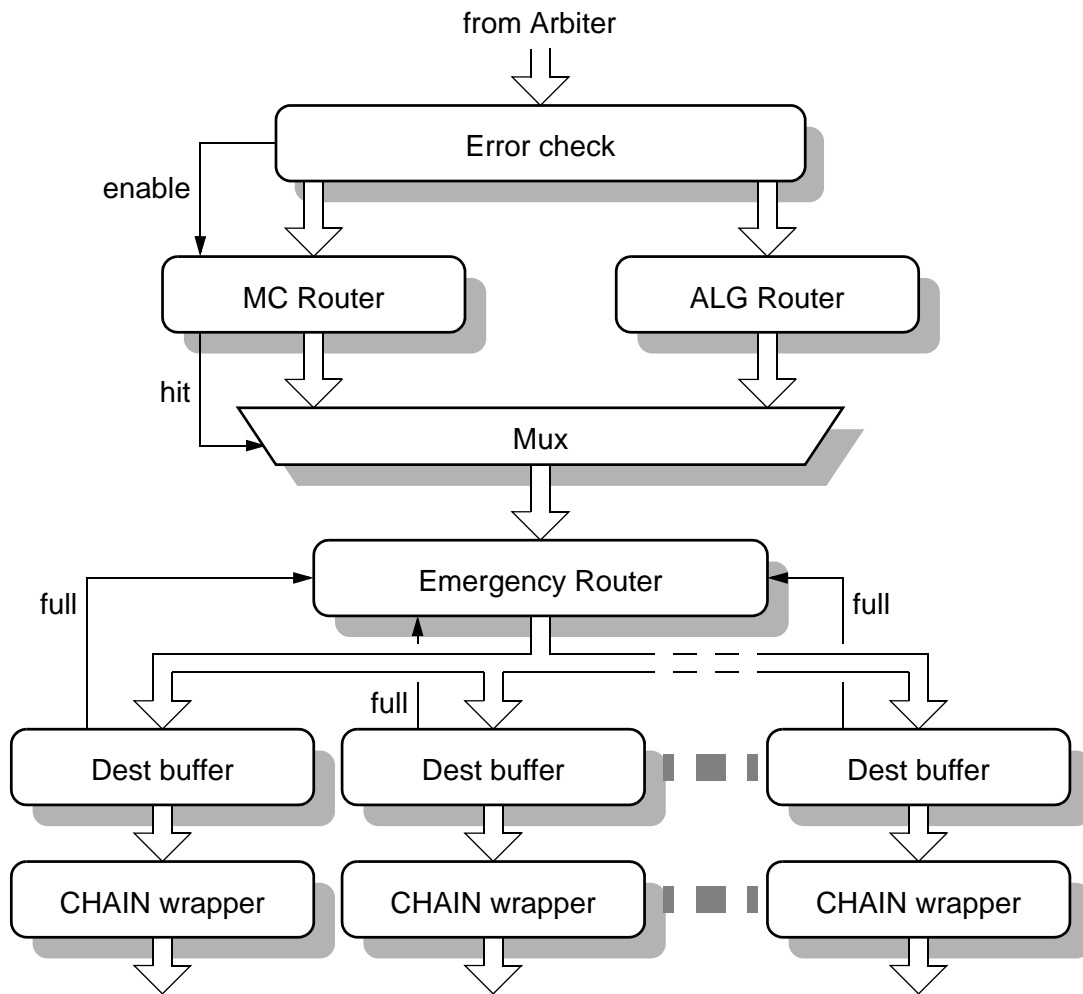 from Arbiter
Error check
enable
MC Router
ALG Router
hit
Mux
Emergency Router
full
full
full
Dest buffer
Dest buffer
Dest buffer
CHAIN wrapper
CHAIN wrapper
CHAIN wrapper